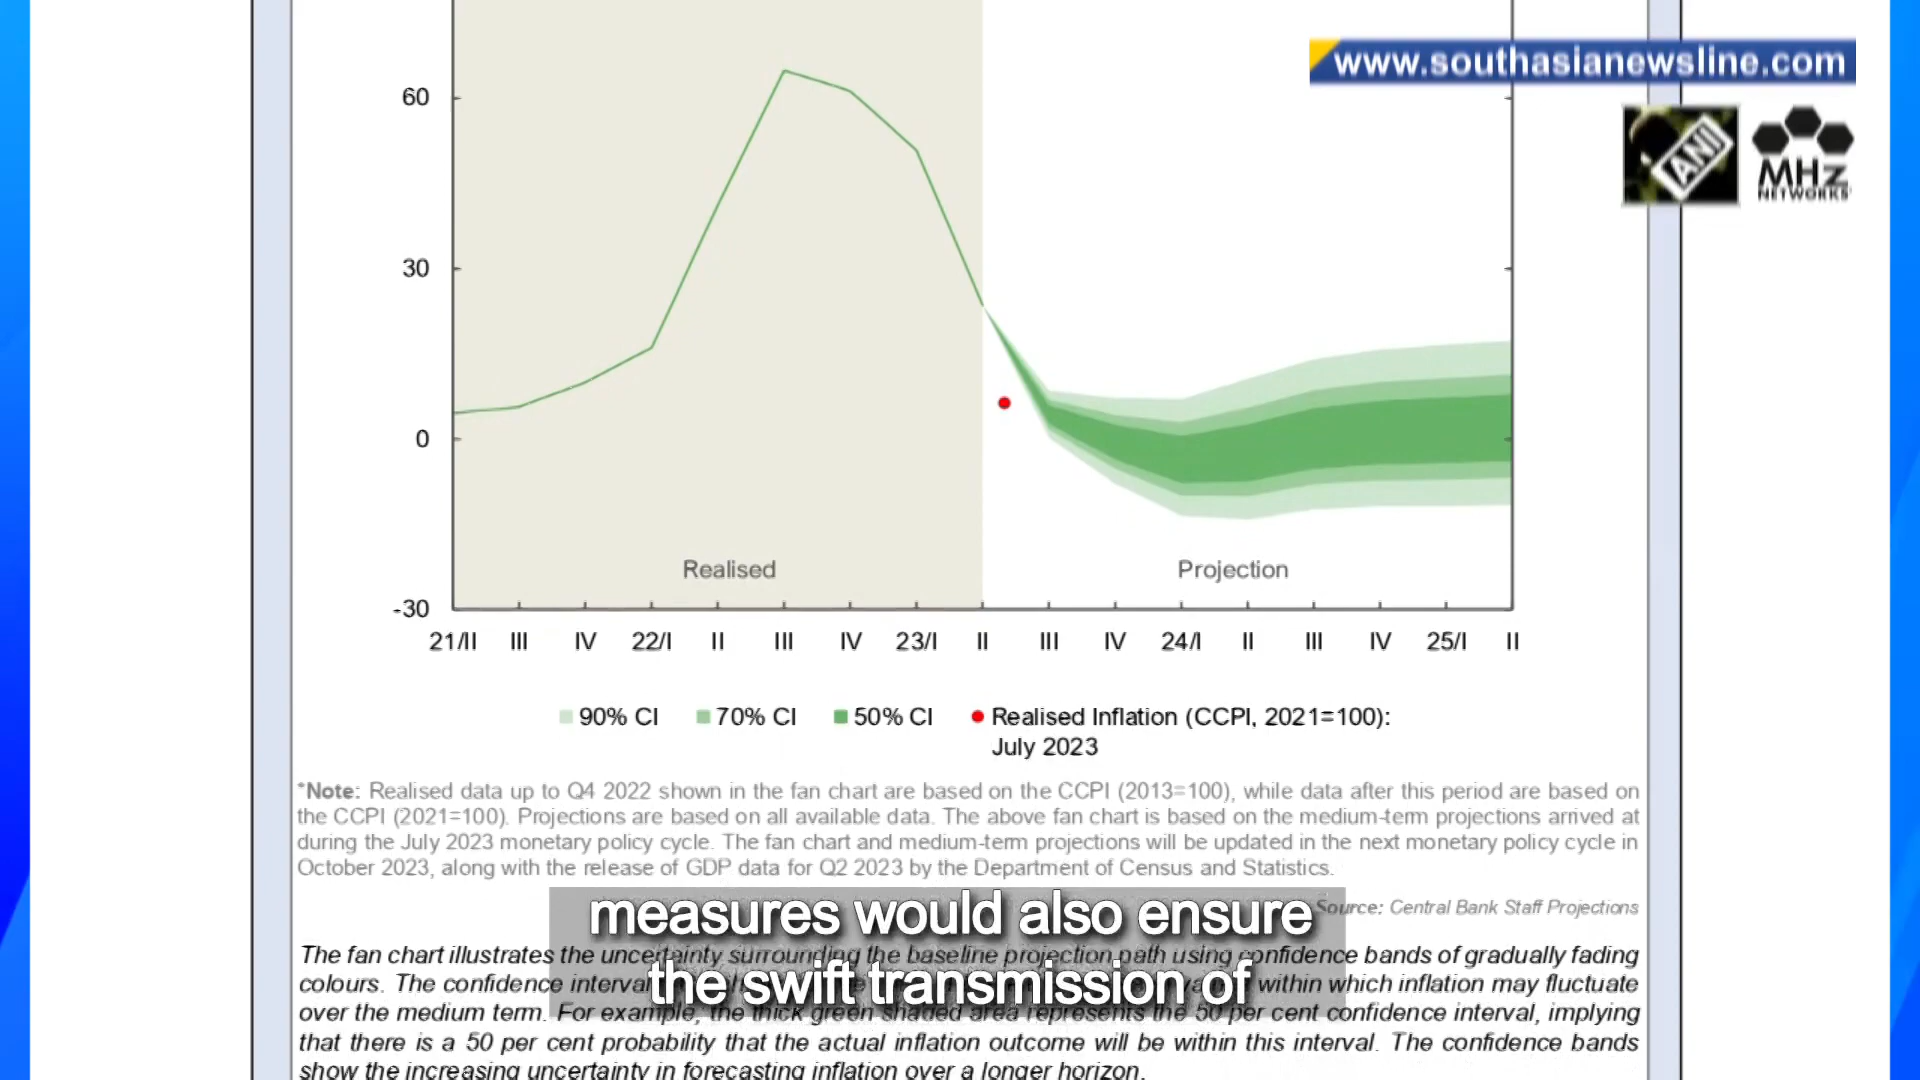 www.southasianewsline.com
ANI
MHz
NETWORKS
60
30
0
-30
Realised
Projection
21/II III IV 22/I II III IV 23/I II III IV 24/I II III IV 25/I II
90% CI 70% CI 50% CI Realised Inflation (CCPI, 2021=100):
July 2023
*Note: Realised data up to Q4 2022 shown in the fan chart are based on the CCPI (2013=100), while data after this period are based on
the CCPI (2021=100). Projections are based on all available data. The above fan chart is based on the medium-term projections arrived at
during the July 2023 monetary policy cycle. The fan chart and medium-term projections will be updated in the next monetary policy cycle in
October 2023, along with the release of GDP data for Q2 2023 by the Department of Census and Statistics.
Source: Central Bank Staff Projections
measures would also ensure
the swift transmission of
The fan chart illustrates the uncertainty surrounding the baseline projection path using confidence bands of gradually fading
colours. The confidence interval within which inflation may fluctuate
over the medium term. For example, the thick green shaded area represents the 50 per cent confidence interval, implying
that there is a 50 per cent probability that the actual inflation outcome will be within this interval. The confidence bands
show the increasing uncertainty in forecasting inflation over a longer horizon.